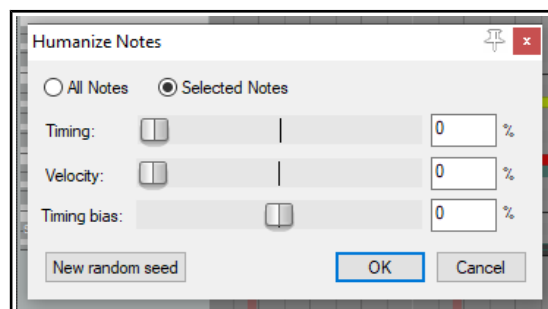 Humanize Notes
All Notes Selected Notes
Timing: 0 %
Velocity: 0 %
Timing bias: 0 %
New random seed OK Cancel